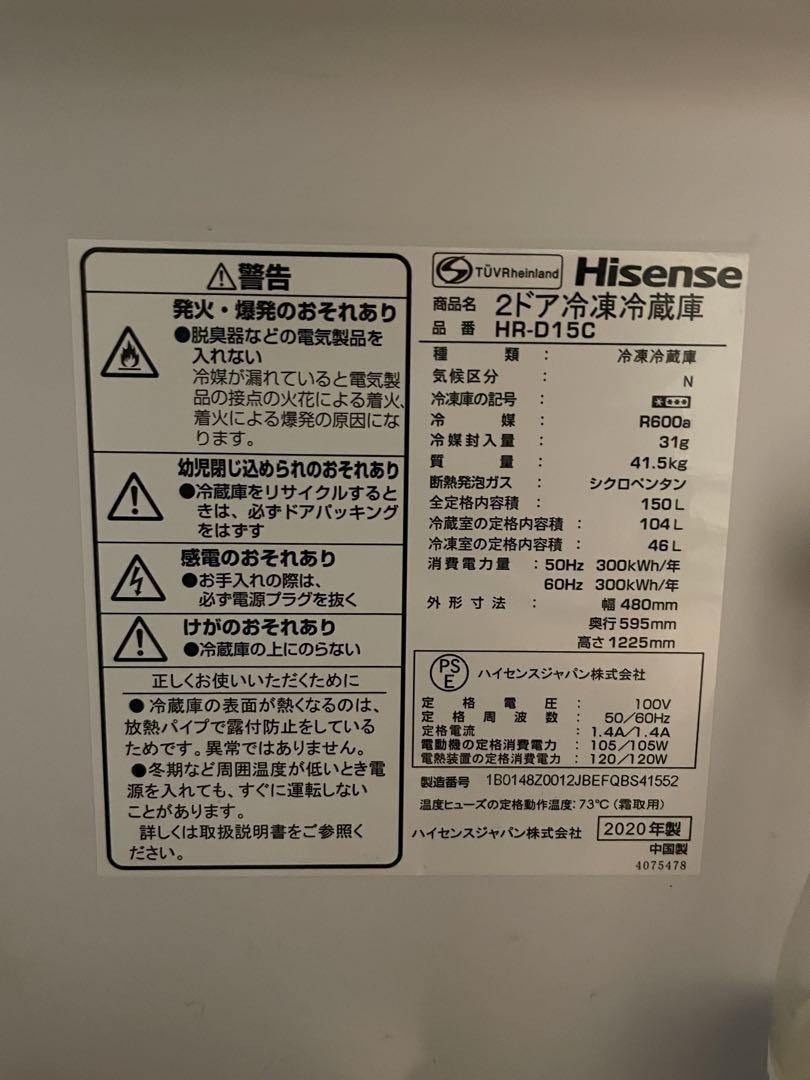 ⚠警告
発火・爆発のおそれあり
●脱臭器などの電気製品を
入れない
冷媒が漏れていると電気製
品の接点の火花による着火、
着火による爆発の原因にな
ります。
幼児閉じ込められのおそれあり
●冷蔵庫をリサイクルすると
きは、必ずドアパッキング
をはずす
感電のおそれあり
●お手入れの際は、
必ず電源プラグを抜く
けがのおそれあり
●冷蔵庫の上にのらない
正しくお使いいただくために
●冷蔵庫の表面が熱くなるのは、
放熱パイプで露付防止をしている
ためです。異常ではありません。
●冬期など周囲温度が低いとき電
源を入れても、すぐに運転しない
ことがあります。
詳しくは取扱説明書をご参照く
ださい。
TÜVRheinland Hisense
商品名 2ドア冷凍冷蔵庫
品番 HR-D15C
種類： 冷凍冷蔵庫
気候区分： N
冷凍庫の記号：
冷媒： R600a
冷媒封入量： 31g
質量： 41.5kg
断熱発泡ガス： シクロペンタン
全定格内容積： 150L
冷蔵室の定格内容積： 104L
冷凍室の定格内容積： 46L
消費電力量：50Hz 300kWh/年
60Hz 300kWh/年
外形寸法： 幅480mm
奥行595mm
高さ1225mm
PSE ハイセンスジャパン株式会社
定格電圧： 100V
定格周波数： 50/60Hz
定格電流： 1.4A/1.4A
電動機の定格消費電力： 105/105W
電熱装置の定格消費電力： 120/120W
製造番号 1B0148Z0012JBEFQBS41552
温度ヒューズの定格動作温度：73℃（霜取用）
ハイセンスジャパン株式会社 2020年製
中国製
4075478